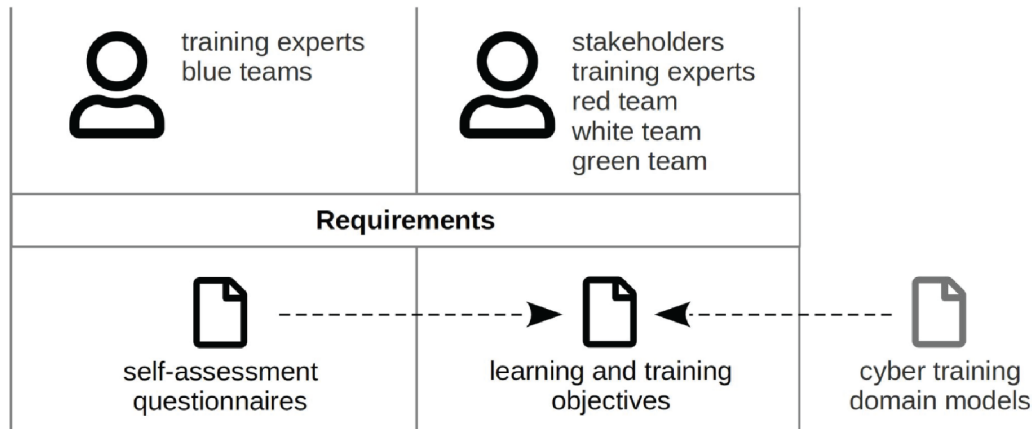 training experts
blue teams
stakeholders
training experts
red team
white team
green team
Requirements
self-assessment
questionnaires
learning and training
objectives
cyber training
domain models